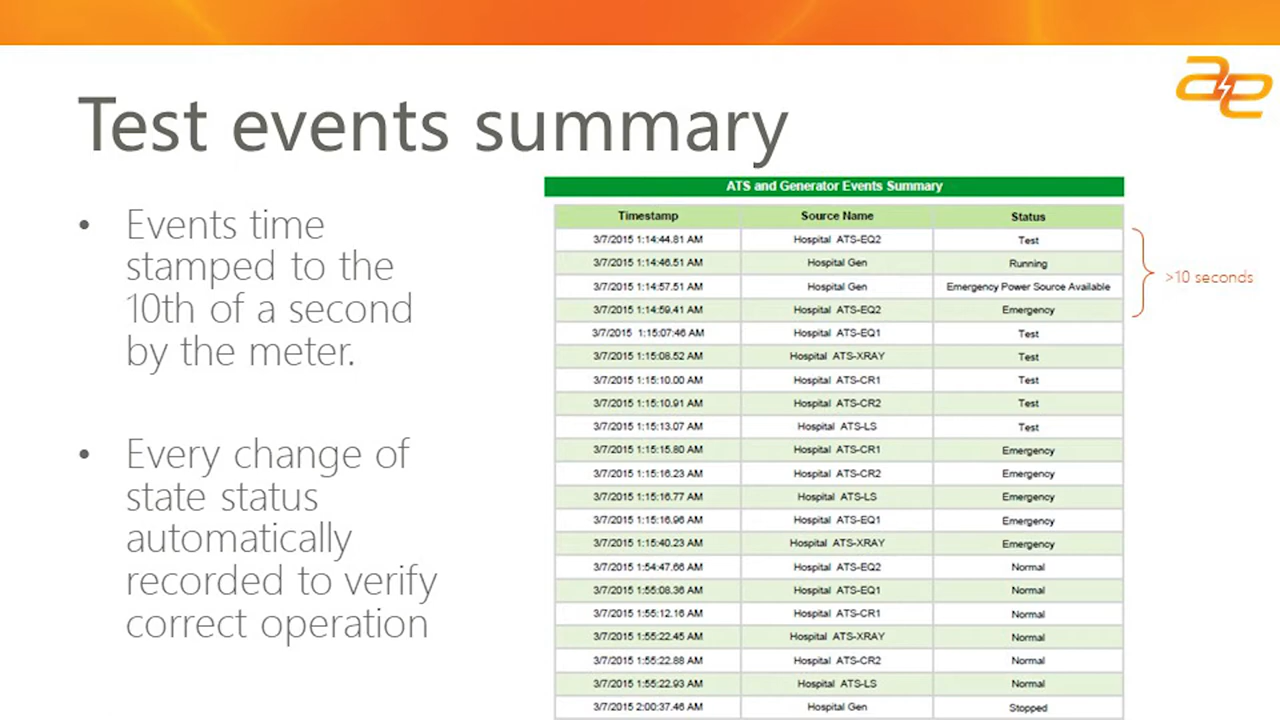 Test events summary
• Events time
stamped to the
10th of a second
by the meter.
• Every change of
state status
automatically
recorded to verify
correct operation
ATS and Generator Events Summary
Timestamp Source Name Status
3/7/2015 1:14:44.81 AM Hospital ATS-EQ2 Test
3/7/2015 1:14:46.51 AM Hospital Gen Running
3/7/2015 1:14:57.51 AM Hospital Gen Emergency Power Source Available
3/7/2015 1:14:59.41 AM Hospital ATS-EQ2 Emergency
3/7/2015 1:15:07:46 AM Hospital ATS-EQ1 Test
3/7/2015 1:15:08.52 AM Hospital ATS-XRAY Test
3/7/2015 1:15:10.00 AM Hospital ATS-CR1 Test
3/7/2015 1:15:10.91 AM Hospital ATS-CR2 Test
3/7/2015 1:15:13.07 AM Hospital ATS-LS Test
3/7/2015 1:15:15.80 AM Hospital ATS-CR1 Emergency
3/7/2015 1:15:16.23 AM Hospital ATS-CR2 Emergency
3/7/2015 1:15:16.77 AM Hospital ATS-LS Emergency
3/7/2015 1:15:16.96 AM Hospital ATS-EQ1 Emergency
3/7/2015 1:15:40.23 AM Hospital ATS-XRAY Emergency
3/7/2015 1:54:47.66 AM Hospital ATS-EQ2 Normal
3/7/2015 1:55:08.36 AM Hospital ATS-EQ1 Normal
3/7/2015 1:55:12.16 AM Hospital ATS-CR1 Normal
3/7/2015 1:55:22.45 AM Hospital ATS-XRAY Normal
3/7/2015 1:55:22.88 AM Hospital ATS-CR2 Normal
3/7/2015 1:55:22.93 AM Hospital ATS-LS Normal
3/7/2015 2:00:37.46 AM Hospital Gen Stopped
>10 seconds
ae